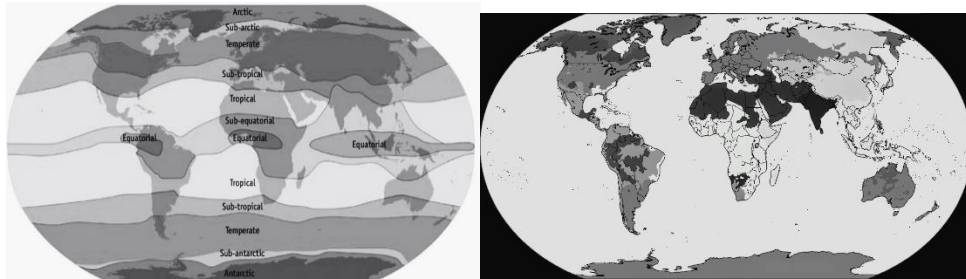 Arctic
Sub-arctic
Temperate
Sub-tropical
Tropical
Sub-equatorial
Equatorial
Equatorial
Equatorial
Tropical
Sub-tropical
Temperate
Sub-antarctic
Antarctic